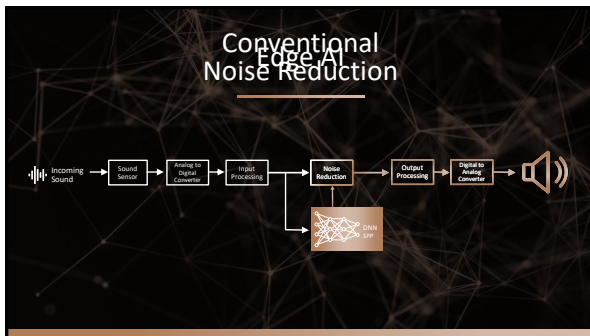 Conventional
Edge AI
Noise Reduction
Incoming
Sound
Sound
Sensor
Analog to
Digital
Converter
Input
Processing
Noise
Reduction
Output
Processing
Digital to
Analog
Converter
DNN
SPP